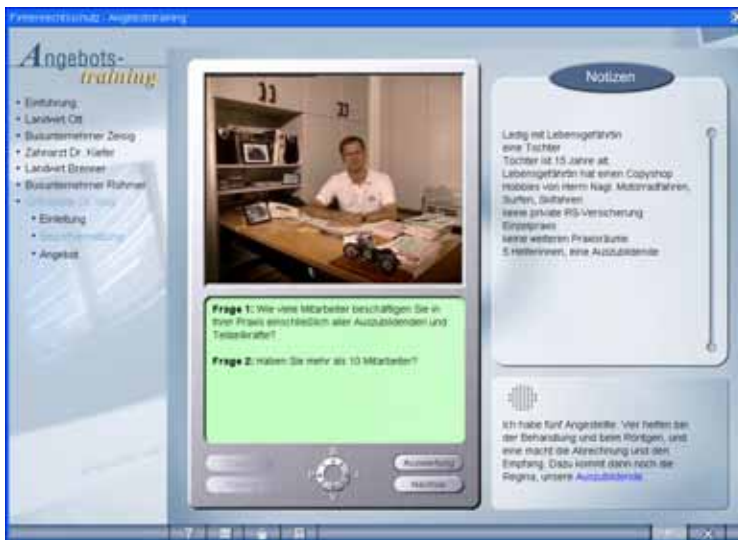 Angebots-
training
• Einführung
• Landwirt Ott
• Busunternehmer Zeisig
• Zahnarzt Dr. Kiefer
• Landwirt Brenner
• Busunternehmer Rohmer
• Einleitung
• Angebot
Frage 1: Wie viele Mitarbeiter beschäftigen Sie in
Ihrer Praxis einschließlich aller Auszubildenden und
Teilzeitkräfte?
Frage 2: Haben Sie mehr als 10 Mitarbeiter?
Auswertung
Nachfass
Notizen
Ledig mit Lebensgefährtin
eine Tochter
Tochter ist 15 Jahre alt
Lebensgefährtin hat einen Copyshop
Hobbies von Herrn Nagl: Motorradfahren,
Surfen, Skifahren
keine private RS-Versicherung
Einzelpraxis
keine weiteren Praxisräume
5 Helferinnen, eine Auszubildende
Ich habe fünf Angestellte. Vier helfen bei
der Behandlung und beim Röntgen, und
eine macht die Abrechnung und den
Empfang. Dazu kommt dann noch die
Regina, unsere Auszubildende.